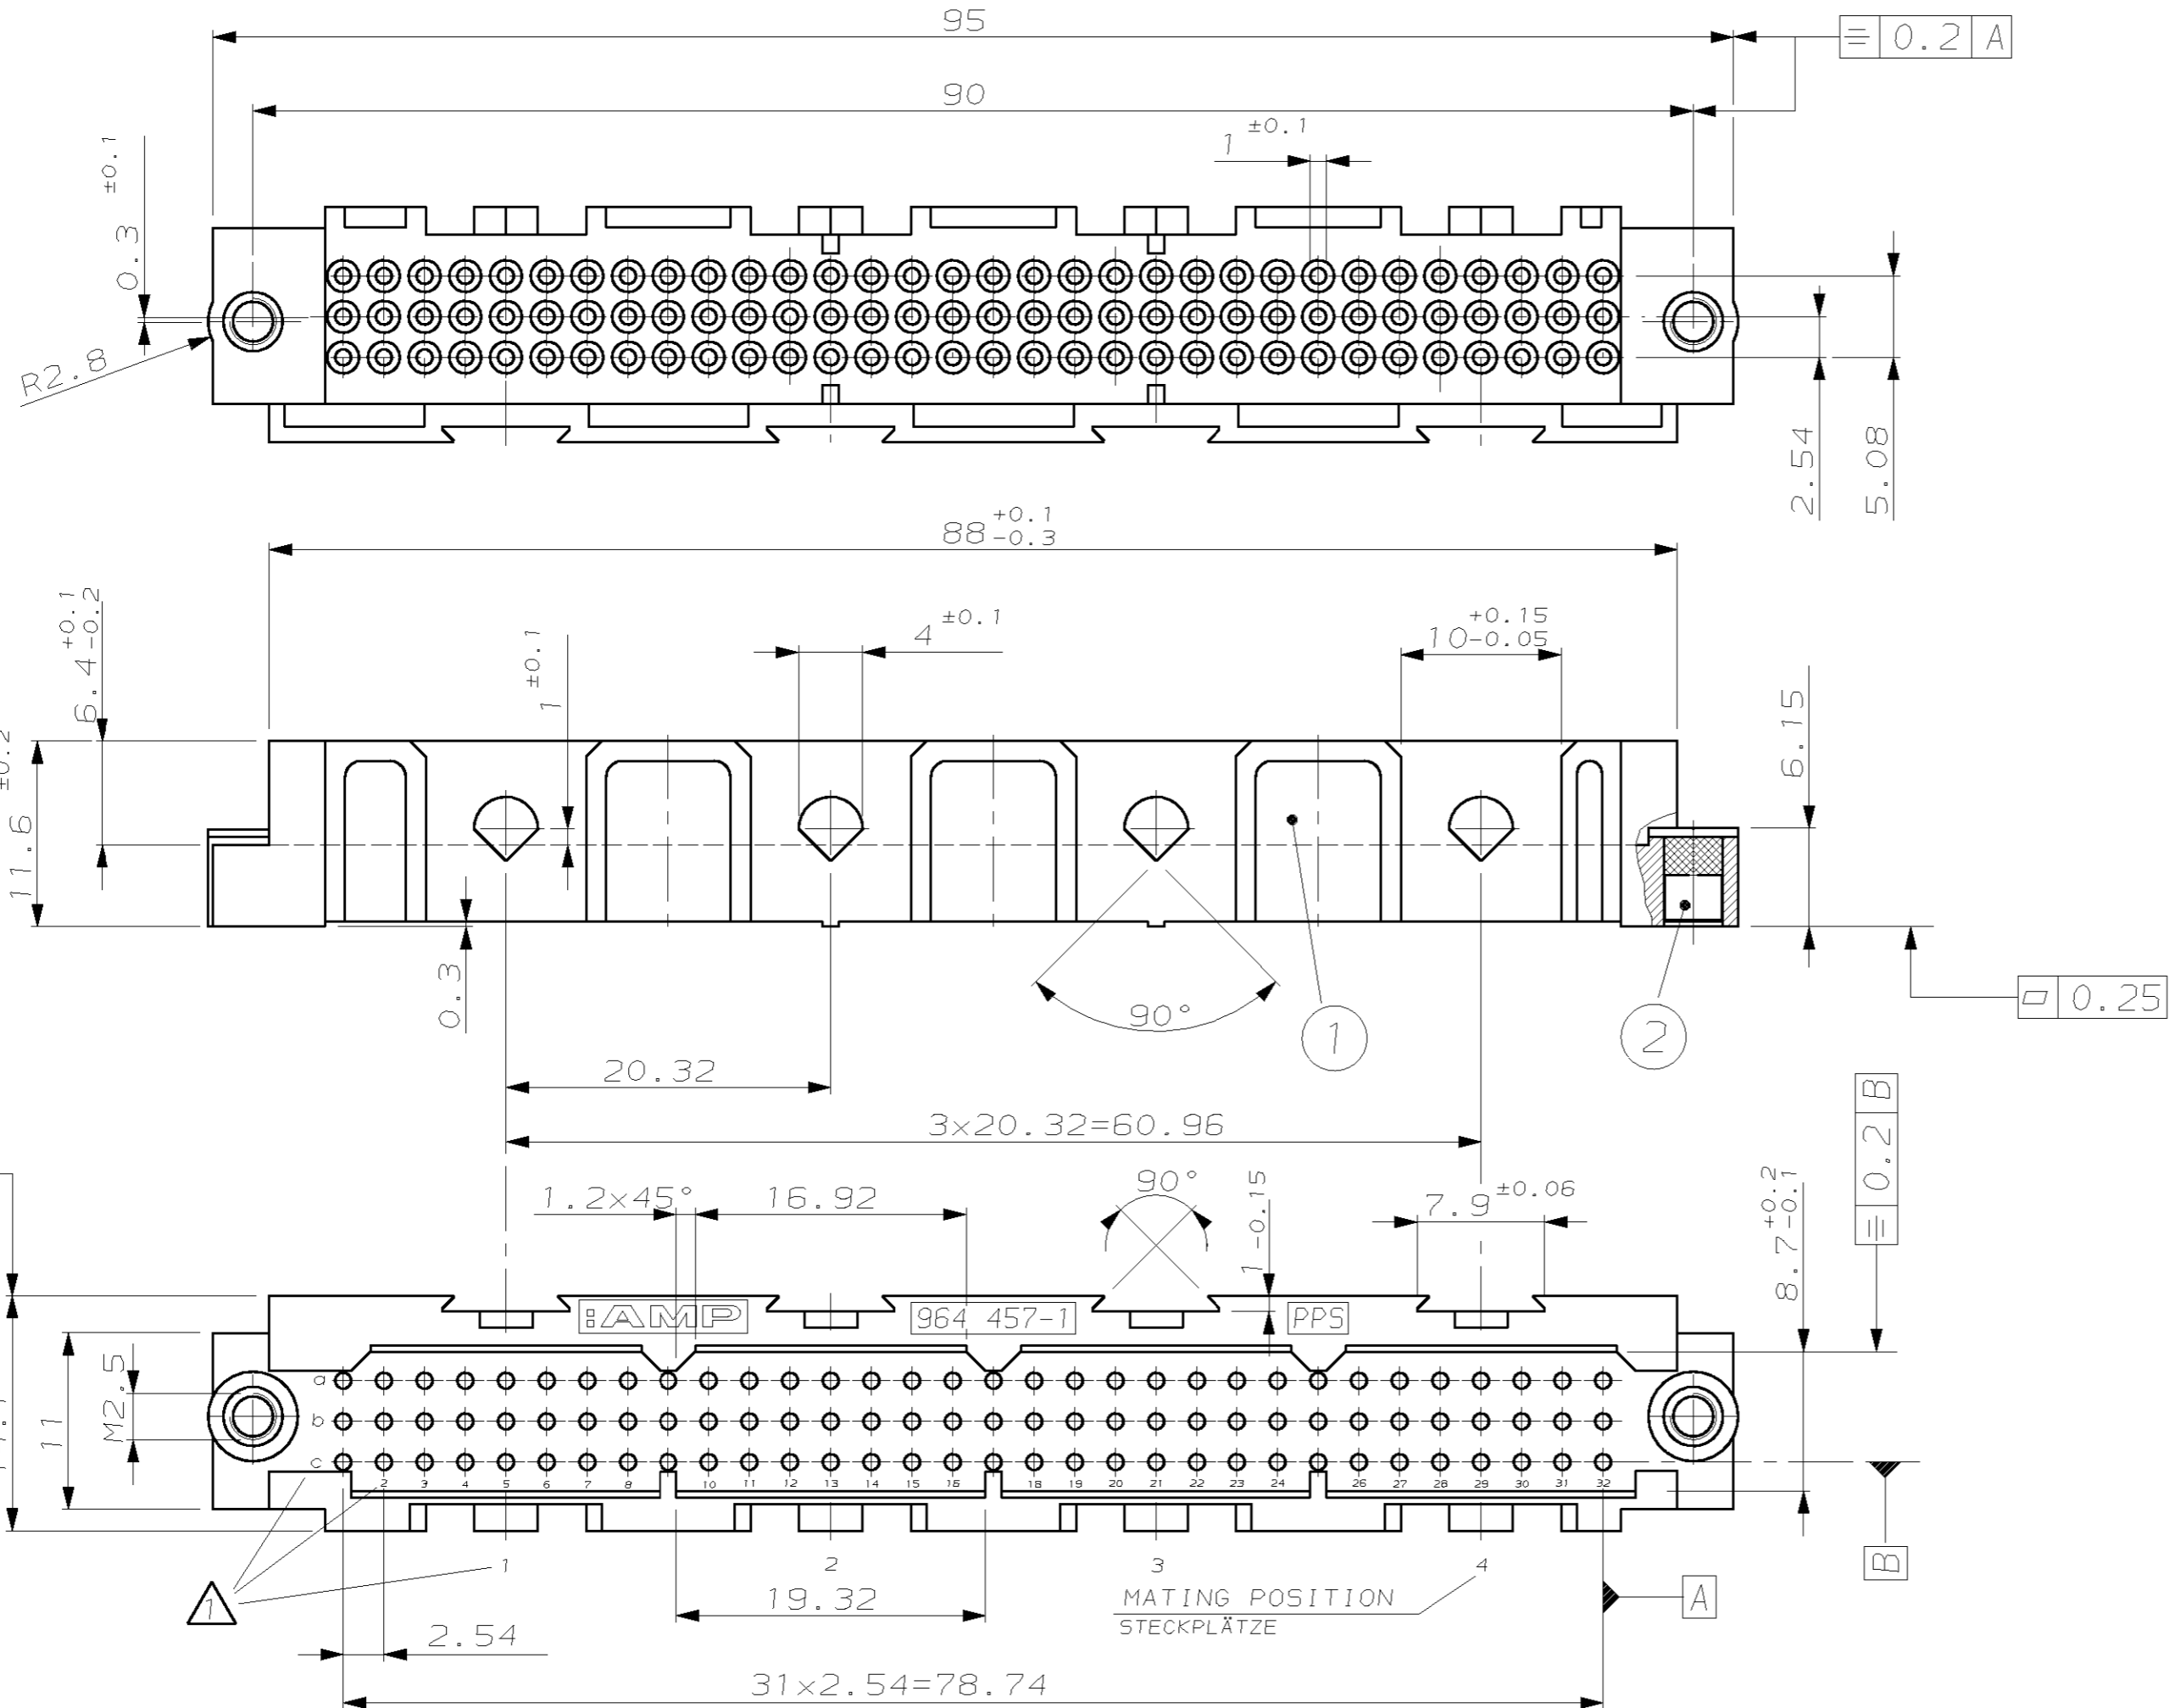 95
⌯ 0.2 A
90
1 ±0.1
0.3 ±0.1
R2.8
2.54
5.08
88 +0.1 -0.3
6.4 +0.1 -0.2
11.6 ±0.2
1 ±0.1
4 ±0.1
10 +0.15 -0.05
6.15
0.3
90°
1
2
⏥ 0.25
20.32
3x20.32=60.96
⌯ 0.2 B
1.2x45°
16.92
90°
1-0.15
7.9 ±0.06
8.7 +0.2 -0.1
AMP
964 457-1
PPS
11
M2.5
a
b
c
2 3 4 5 6 7 8 10 11 12 13 14 15 16 18 19 20 21 22 23 24 26 27 28 29 30 31 32
1 2 3 4
1
19.32
MATING POSITION
STECKPLÄTZE
A
B
2.54
31x2.54=78.74